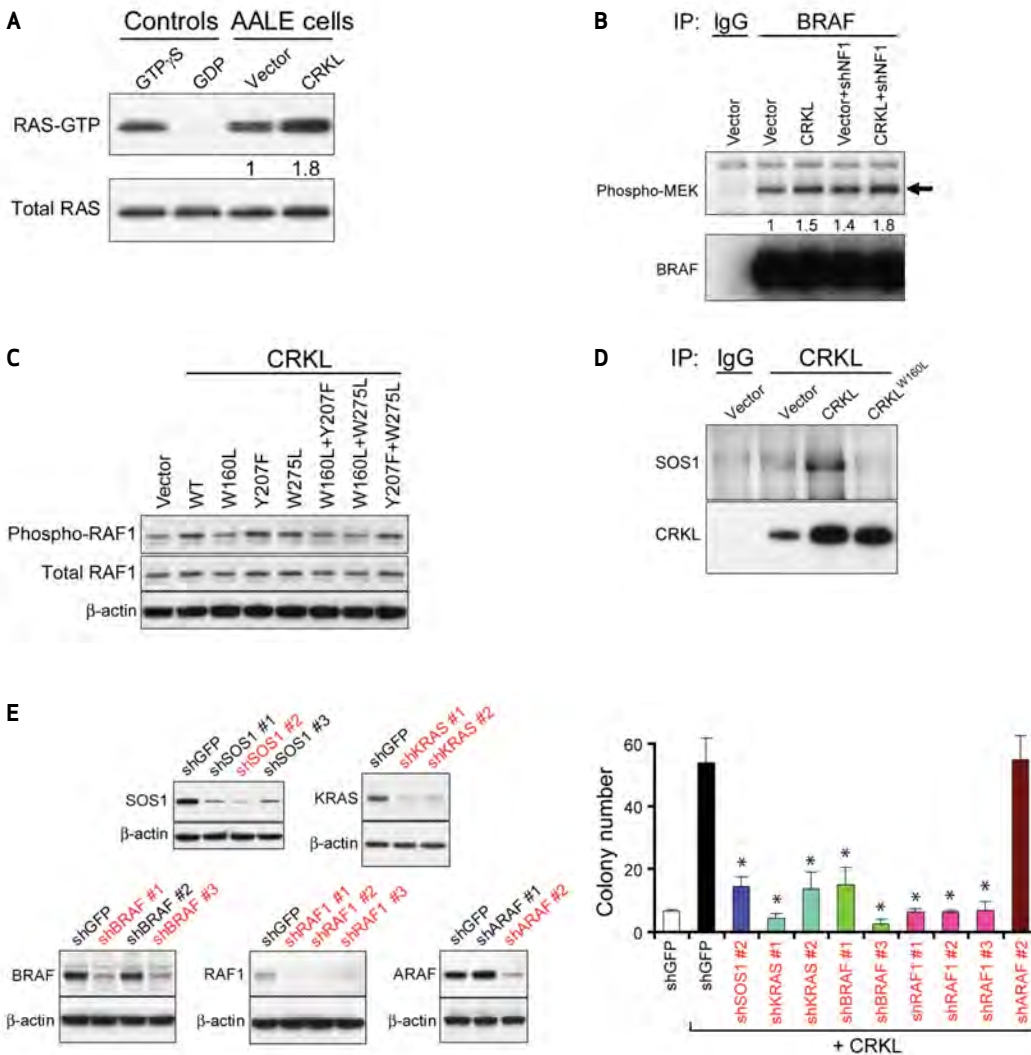 A
Controls AALE cells
GTPγS GDP Vector CRKL
RAS-GTP
1 1.8
Total RAS
B
IP: IgG BRAF
Vector Vector CRKL Vector+shNF1 CRKL+shNF1
Phospho-MEK
1 1.5 1.4 1.8
BRAF
C
CRKL
Vector WT W160L Y207F W275L W160L+Y207F W160L+W275L Y207F+W275L
Phospho-RAF1
Total RAF1
β-actin
D
IP: IgG CRKL
Vector Vector CRKL CRKL^W160L
SOS1
CRKL
E
shGFP shSOS1 #1 shSOS1 #2 shSOS1 #3
SOS1
β-actin
shGFP shKRAS #1 shKRAS #2
KRAS
β-actin
shGFP shBRAF #1 shBRAF #2 shBRAF #3
BRAF
β-actin
shGFP shRAF1 #1 shRAF1 #2 shRAF1 #3
RAF1
β-actin
shGFP shARAF #1 shARAF #2
ARAF
β-actin
Colony number
60
40
20
0
* * * * * * * *
shGFP shGFP shSOS1 #2 shKRAS #1 shKRAS #2 shBRAF #1 shBRAF #3 shRAF1 #1 shRAF1 #2 shRAF1 #3 shARAF #2
+ CRKL